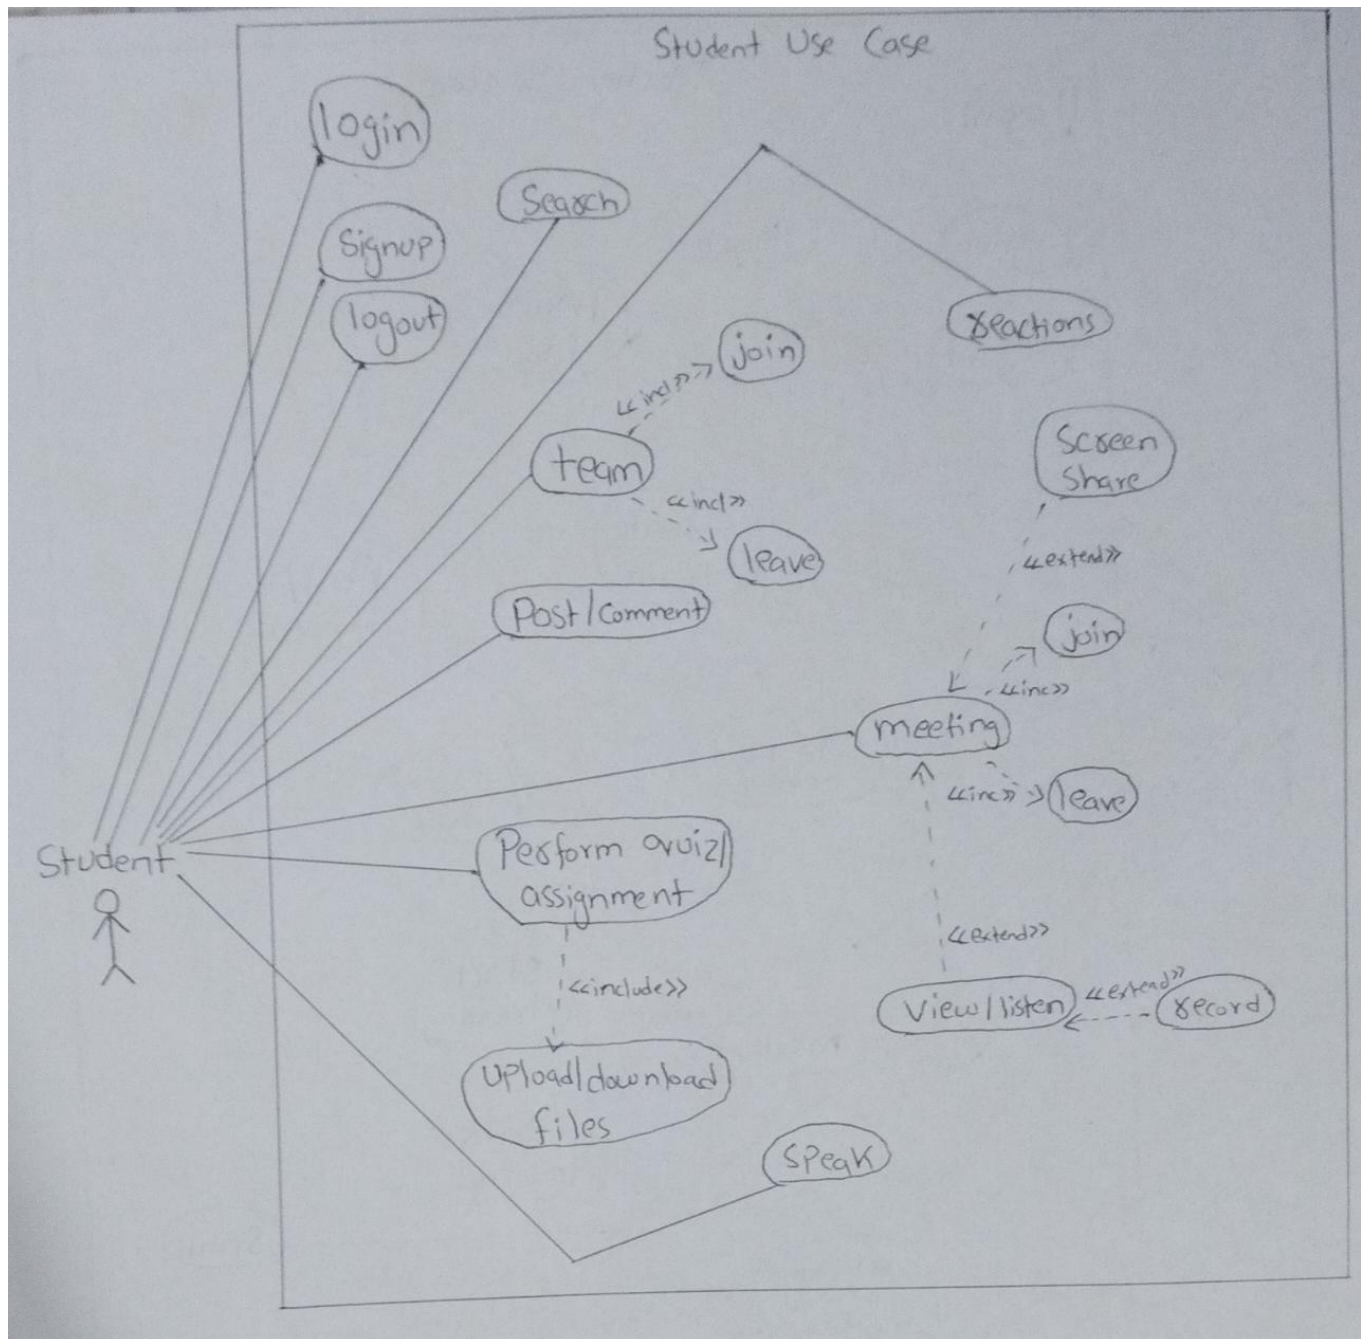 Student Use Case
login
Search
Signup
logout
reactions
join
<<incl>>
team
Screen
Share
<<incl>>
leave
<<extend>>
Post/Comment
join
<<inc>>
meeting
<<inc>>
leave
Student
Perform Quiz/
assignment
<<extend>>
<<include>>
View/listen
<<extend>>
record
Upload/download
files
Speak